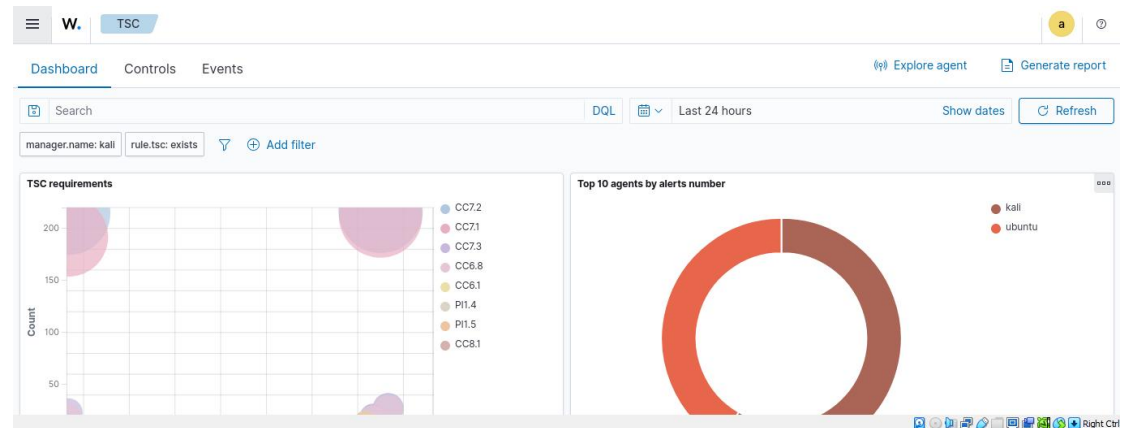 W. TSC a
Dashboard Controls Events Explore agent Generate report
Search DQL Last 24 hours Show dates Refresh
manager.name: kali rule.tsc: exists Add filter
TSC requirements
200
150
100
50
Count
CC7.2
CC7.1
CC7.3
CC6.8
CC6.1
PI1.4
PI1.5
CC8.1
Top 10 agents by alerts number
kali
ubuntu
Right Ctrl